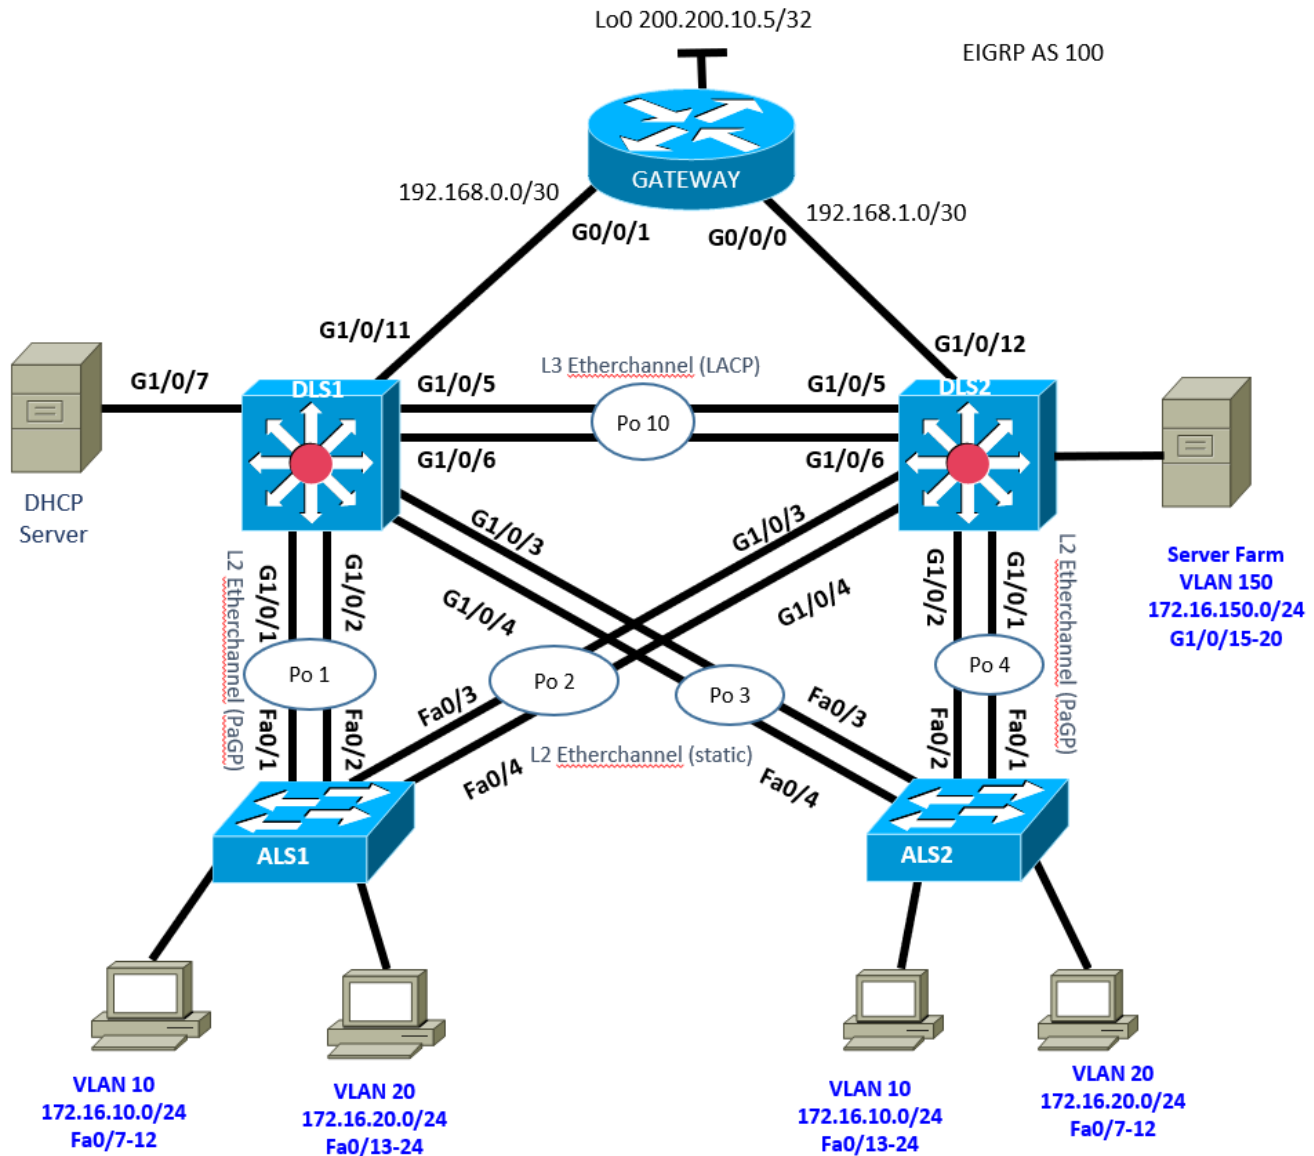 Lo0 200.200.10.5/32
EIGRP AS 100
GATEWAY
192.168.0.0/30
192.168.1.0/30
G0/0/1
G0/0/0
G1/0/11
G1/0/12
L3 Etherchannel (LACP)
G1/0/7
DLS1
G1/0/5
G1/0/5
DLS2
Po 10
G1/0/6
G1/0/6
DHCP
Server
G1/0/3
G1/0/3
L2 Etherchannel (PaGP)
G1/0/1
G1/0/2
G1/0/4
G1/0/4
G1/0/2
G1/0/1
L2 Etherchannel (PaGP)
Server Farm
VLAN 150
172.16.150.0/24
G1/0/15-20
Po 1
Po 2
Po 3
Po 4
Fa0/1
Fa0/2
Fa0/3
Fa0/3
Fa0/2
Fa0/1
L2 Etherchannel (static)
Fa0/4
Fa0/4
ALS1
ALS2
VLAN 10
172.16.10.0/24
Fa0/7-12
VLAN 20
172.16.20.0/24
Fa0/13-24
VLAN 10
172.16.10.0/24
Fa0/13-24
VLAN 20
172.16.20.0/24
Fa0/7-12